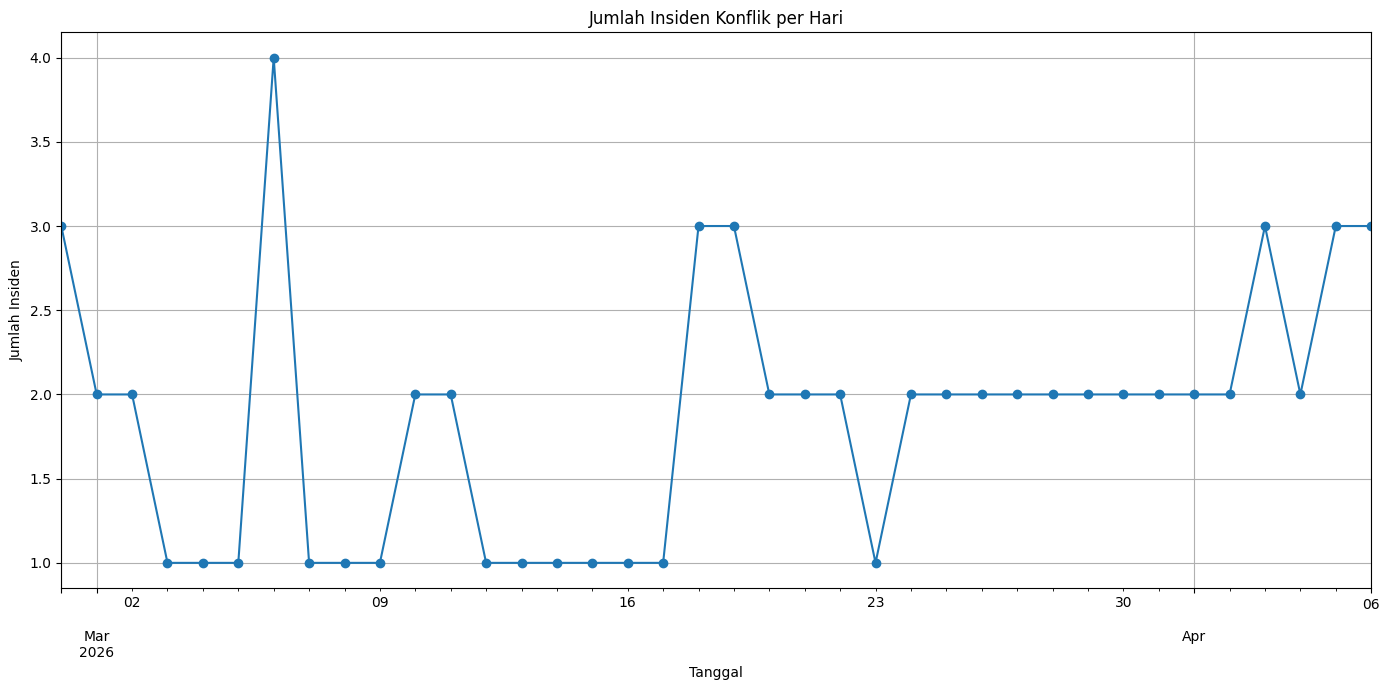 Jumlah Insiden Konflik per Hari
4.0
3.5
3.0
2.5
2.0
1.5
1.0
Jumlah Insiden
02 09 16 23 30 06
Mar Apr
2026
Tanggal